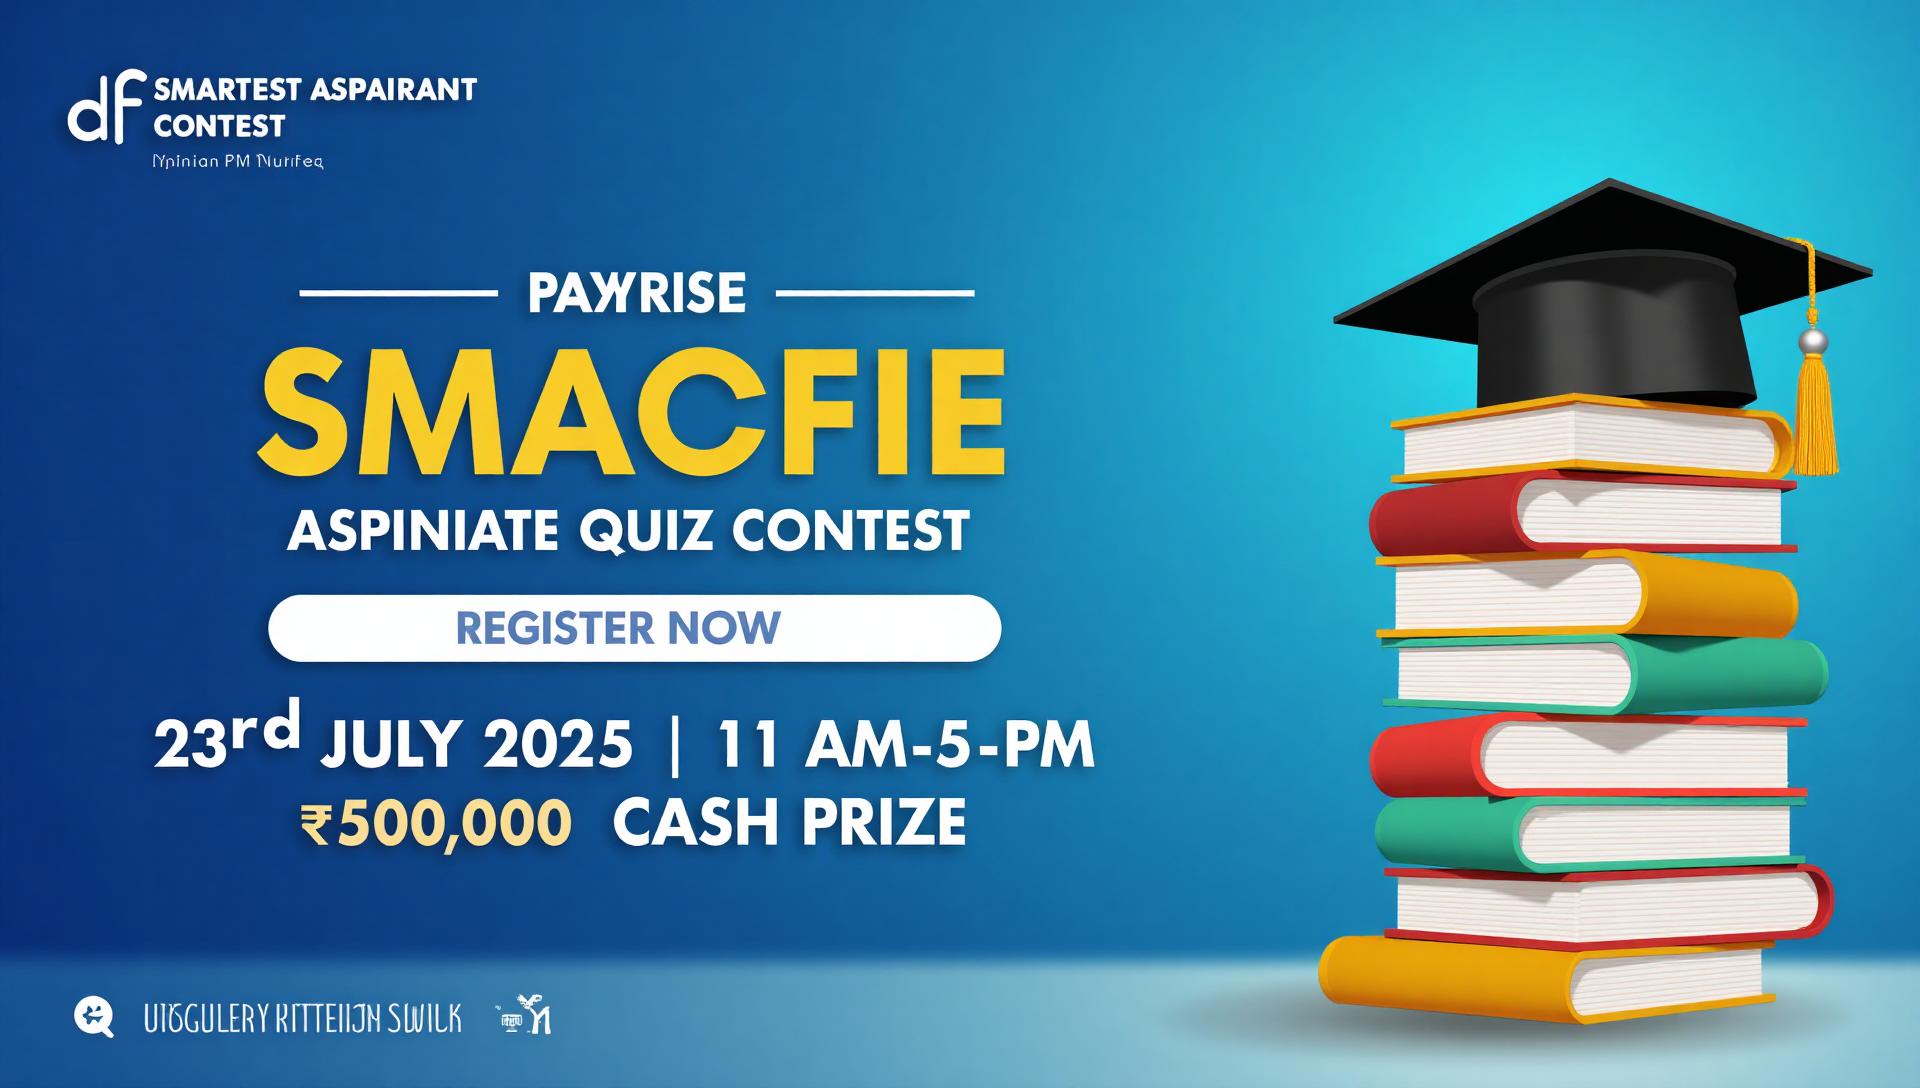 df SMARTEST ASPAIRANT
CONTEST
PAXYRISE
SMACFIE
ASPINIATE QUIZ CONTEST
REGISTER NOW
23rd JULY 2025 | 11 AM-5-PM
₹500,000 CASH PRIZE